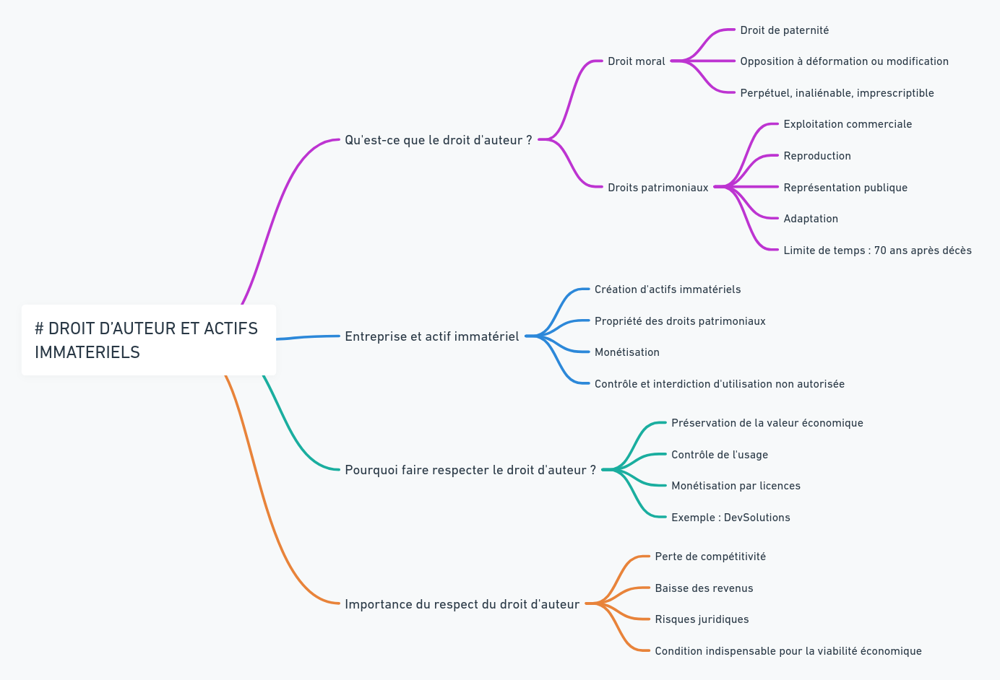 # DROIT D’AUTEUR ET ACTIFS
IMMATERIELS
Qu'est-ce que le droit d'auteur ?
Droit moral
Droit de paternité
Opposition à déformation ou modification
Perpétuel, inaliénable, imprescriptible
Droits patrimoniaux
Exploitation commerciale
Reproduction
Représentation publique
Adaptation
Limite de temps : 70 ans après décès
Entreprise et actif immatériel
Création d'actifs immatériels
Propriété des droits patrimoniaux
Monétisation
Contrôle et interdiction d'utilisation non autorisée
Pourquoi faire respecter le droit d'auteur ?
Préservation de la valeur économique
Contrôle de l'usage
Monétisation par licences
Exemple : DevSolutions
Importance du respect du droit d'auteur
Perte de compétitivité
Baisse des revenus
Risques juridiques
Condition indispensable pour la viabilité économique